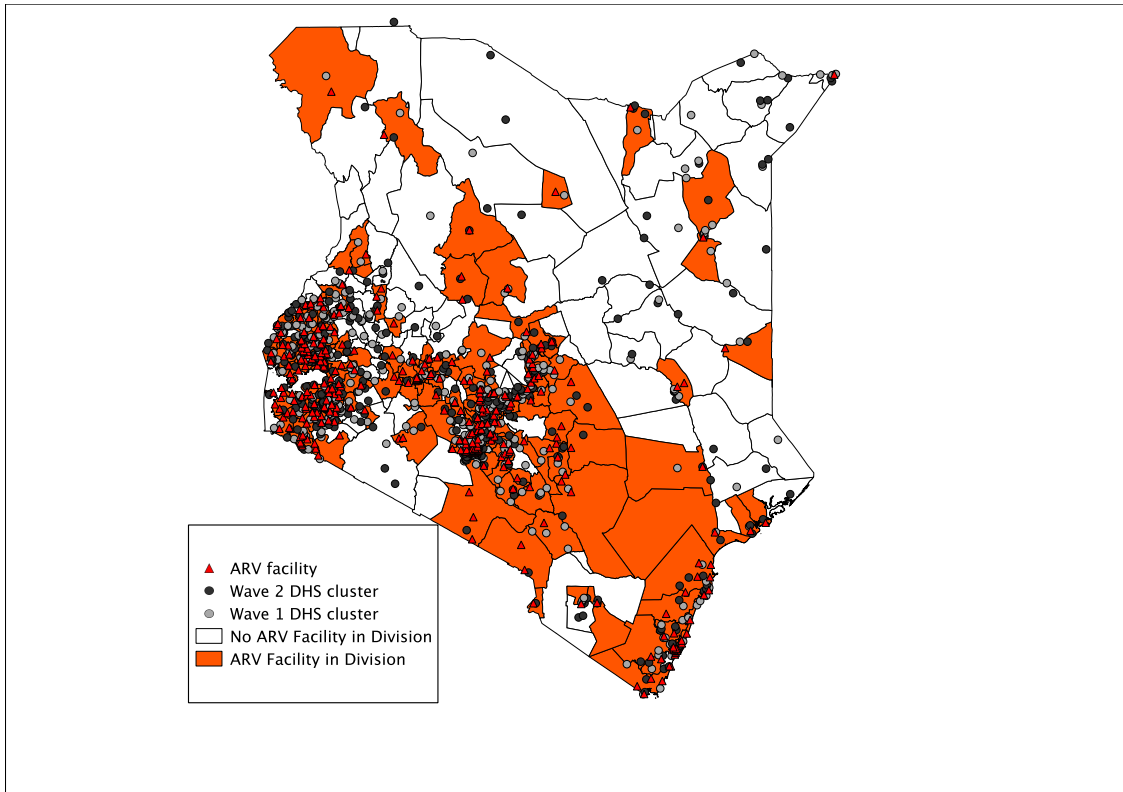 ARV facility
Wave 2 DHS cluster
Wave 1 DHS cluster
No ARV Facility in Division
ARV Facility in Division